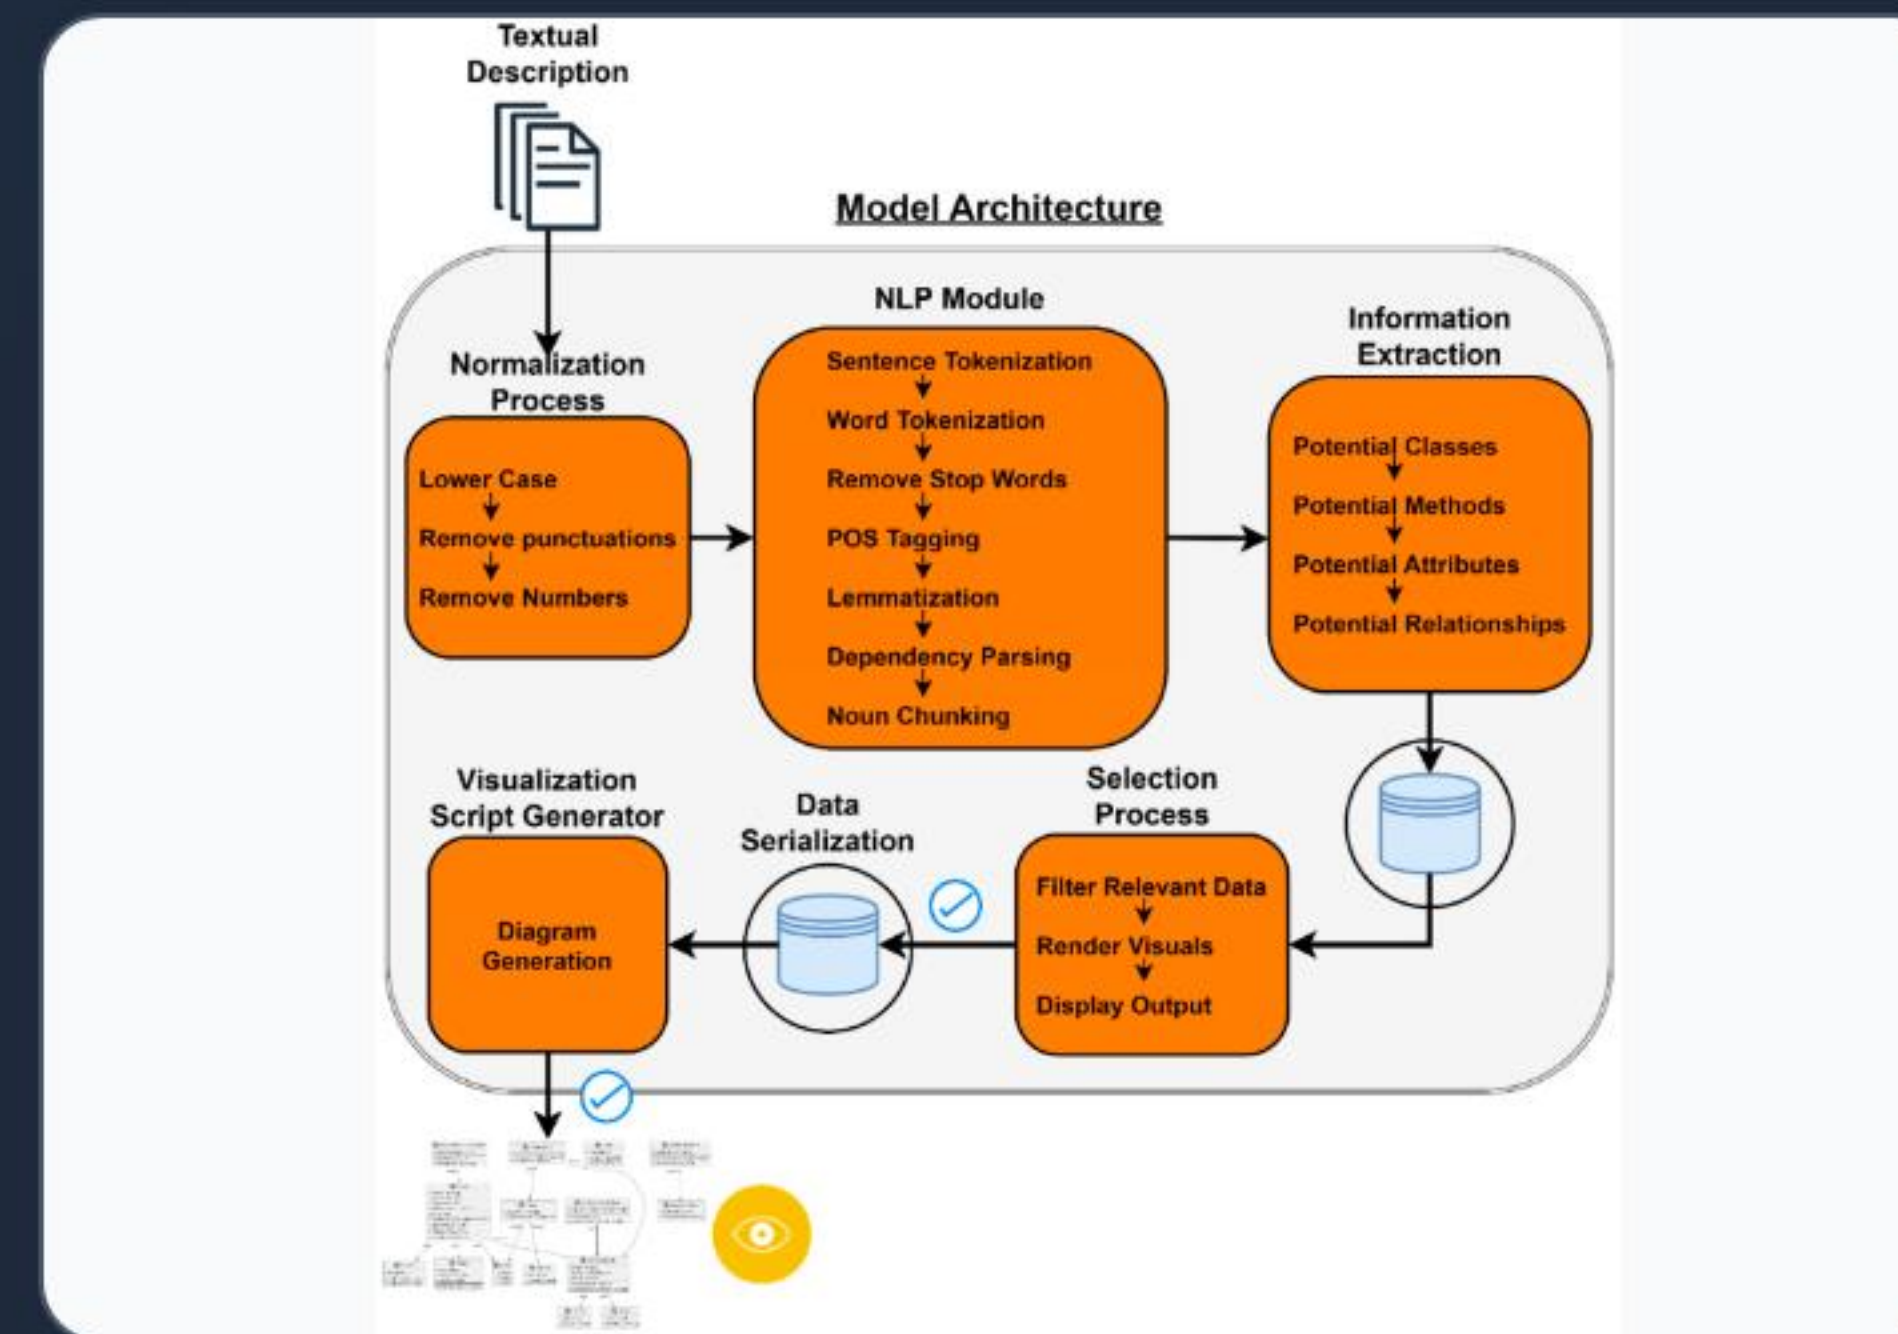 Textual
Description
Model Architecture
Normalization
Process
Lower Case
Remove punctuations
Remove Numbers
NLP Module
Sentence Tokenization
Word Tokenization
Remove Stop Words
POS Tagging
Lemmatization
Dependency Parsing
Noun Chunking
Information
Extraction
Potential Classes
Potential Methods
Potential Attributes
Potential Relationships
Selection
Process
Filter Relevant Data
Render Visuals
Display Output
Data
Serialization
Visualization
Script Generator
Diagram
Generation